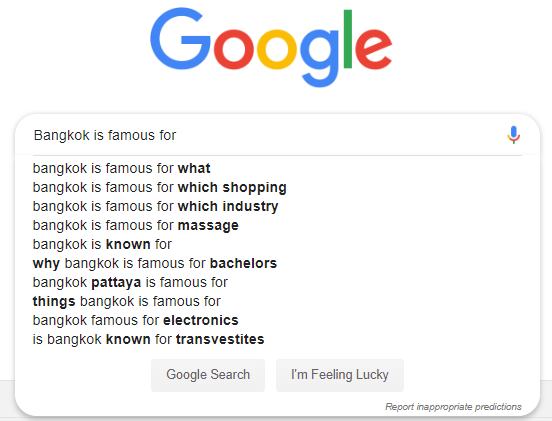 Google
Bangkok is famous for
bangkok is famous for what
bangkok is famous for which shopping
bangkok is famous for which industry
bangkok is famous for massage
bangkok is known for
why bangkok is famous for bachelors
bangkok pattaya is famous for
things bangkok is famous for
bangkok famous for electronics
is bangkok known for transvestites
Google Search I'm Feeling Lucky
Report inappropriate predictions